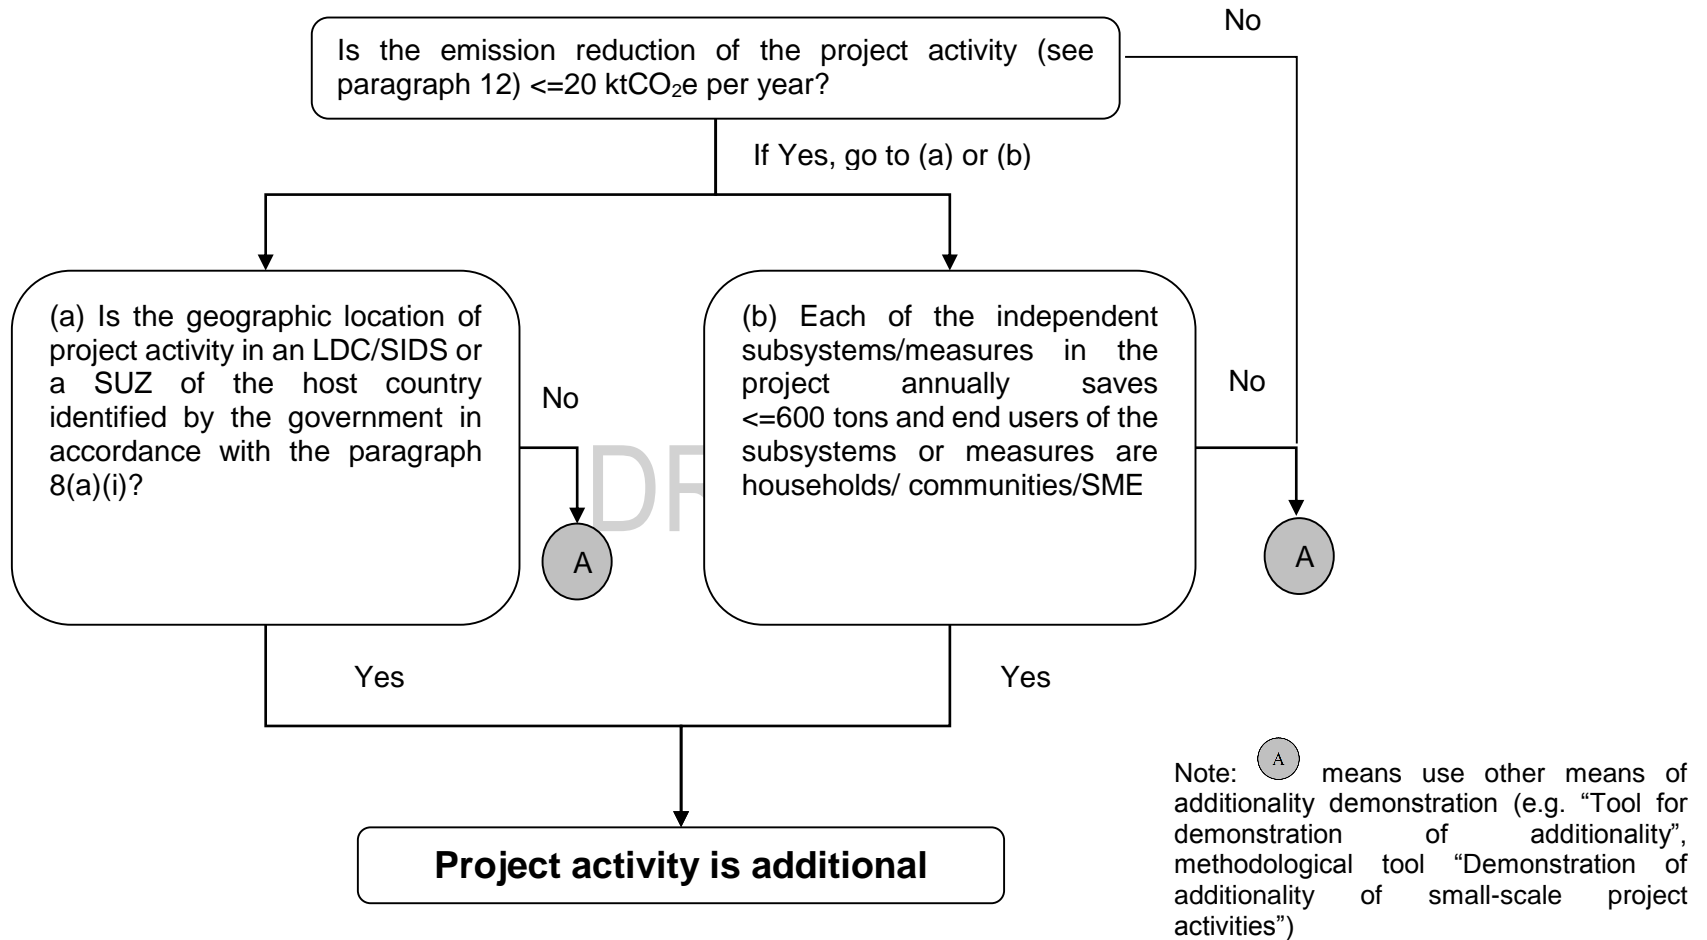 No
Is the emission reduction of the project activity (see
paragraph 12) <=20 ktCO₂e per year?
If Yes, go to (a) or (b)
(a) Is the geographic location of
project activity in an LDC/SIDS or
a SUZ of the host country
identified by the government in
accordance with the paragraph
8(a)(i)?
No
A
(b) Each of the independent
subsystems/measures in the
project annually saves
<=600 tons and end users of the
subsystems or measures are
households/ communities/SME
No
A
DR
Yes
Yes
Project activity is additional
Note: A means use other means of
additionality demonstration (e.g. “Tool for
demonstration of additionality”,
methodological tool “Demonstration of
additionality of small-scale project
activities”)